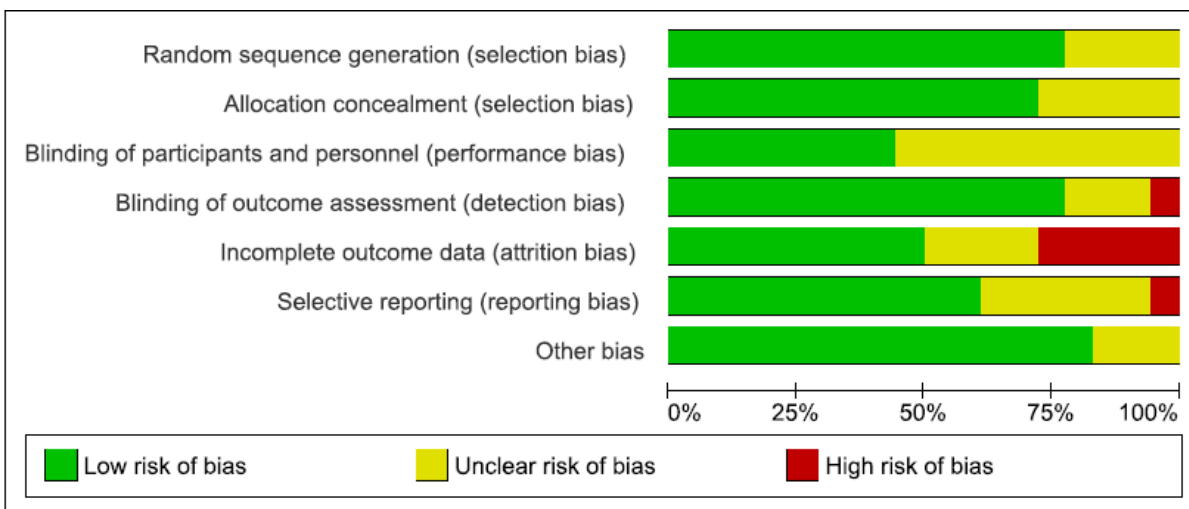 Random sequence generation (selection bias)
Allocation concealment (selection bias)
Blinding of participants and personnel (performance bias)
Blinding of outcome assessment (detection bias)
Incomplete outcome data (attrition bias)
Selective reporting (reporting bias)
Other bias
0% 25% 50% 75% 100%
Low risk of bias Unclear risk of bias High risk of bias